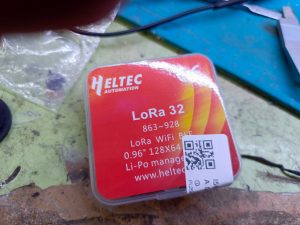 HELTEC
AUTOMATION
LoRa 32
863~928
LoRa WiFi
0.96" 128X64
Li-Po manage
www.heltec